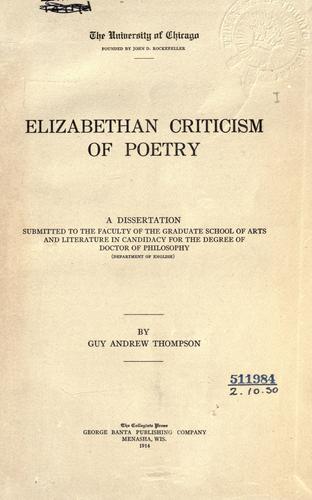 The University of Chicago
FOUNDED BY JOHN D. ROCKEFELLER
ELIZABETHAN CRITICISM
OF POETRY
A DISSERTATION
SUBMITTED TO THE FACULTY OF THE GRADUATE SCHOOL OF ARTS
AND LITERATURE IN CANDIDACY FOR THE DEGREE OF
DOCTOR OF PHILOSOPHY
(DEPARTMENT OF ENGLISH)
BY
GUY ANDREW THOMPSON
511984
2.10.50
The Collegiate Press
GEORGE BANTA PUBLISHING COMPANY
MENASHA, WIS.
1914